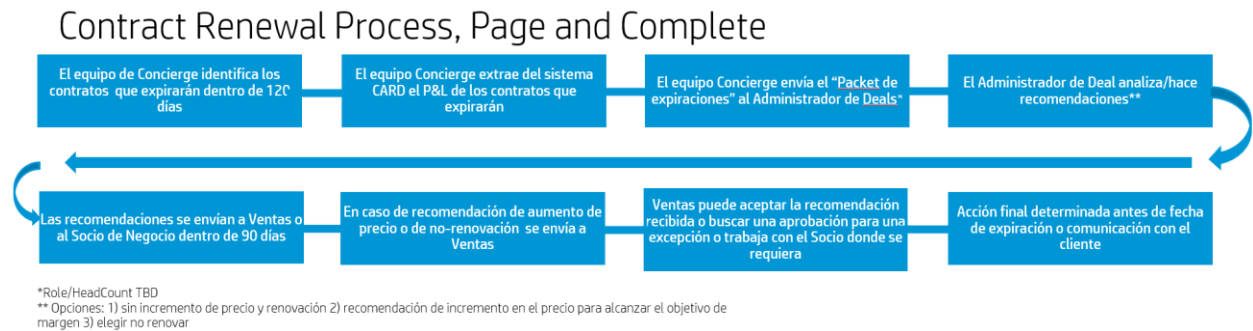 Contract Renewal Process, Page and Complete
El equipo de Concierge identifica los
contratos que expirarán dentro de
días
El equipo Concierge extrae del sistema
CARD el P&L de los contratos que
expirarán
El equipo Concierge envía el “Packet de
expiraciones” al Administrador de Deals*
El Administrador de Deal analiza/hace
recomendaciones**
Las recomendaciones se envían a Ventas o
al Socio de Negocio dentro de 90 días
En caso de recomendación de aumento de
precio o de no-renovación se envía a
Ventas
Ventas puede aceptar la recomendación
recibida o buscar una aprobación para una
excepción o trabaja con el Socio donde se
requiera
Acción final determinada antes de fecha
de expiración o comunicación con el
cliente
*Role/HeadCount TBD
** Opciones: 1) sin incremento de precio y renovación 2) recomendación de incremento en el precio para alcanzar el objetivo de
margen 3) elegir no renovar